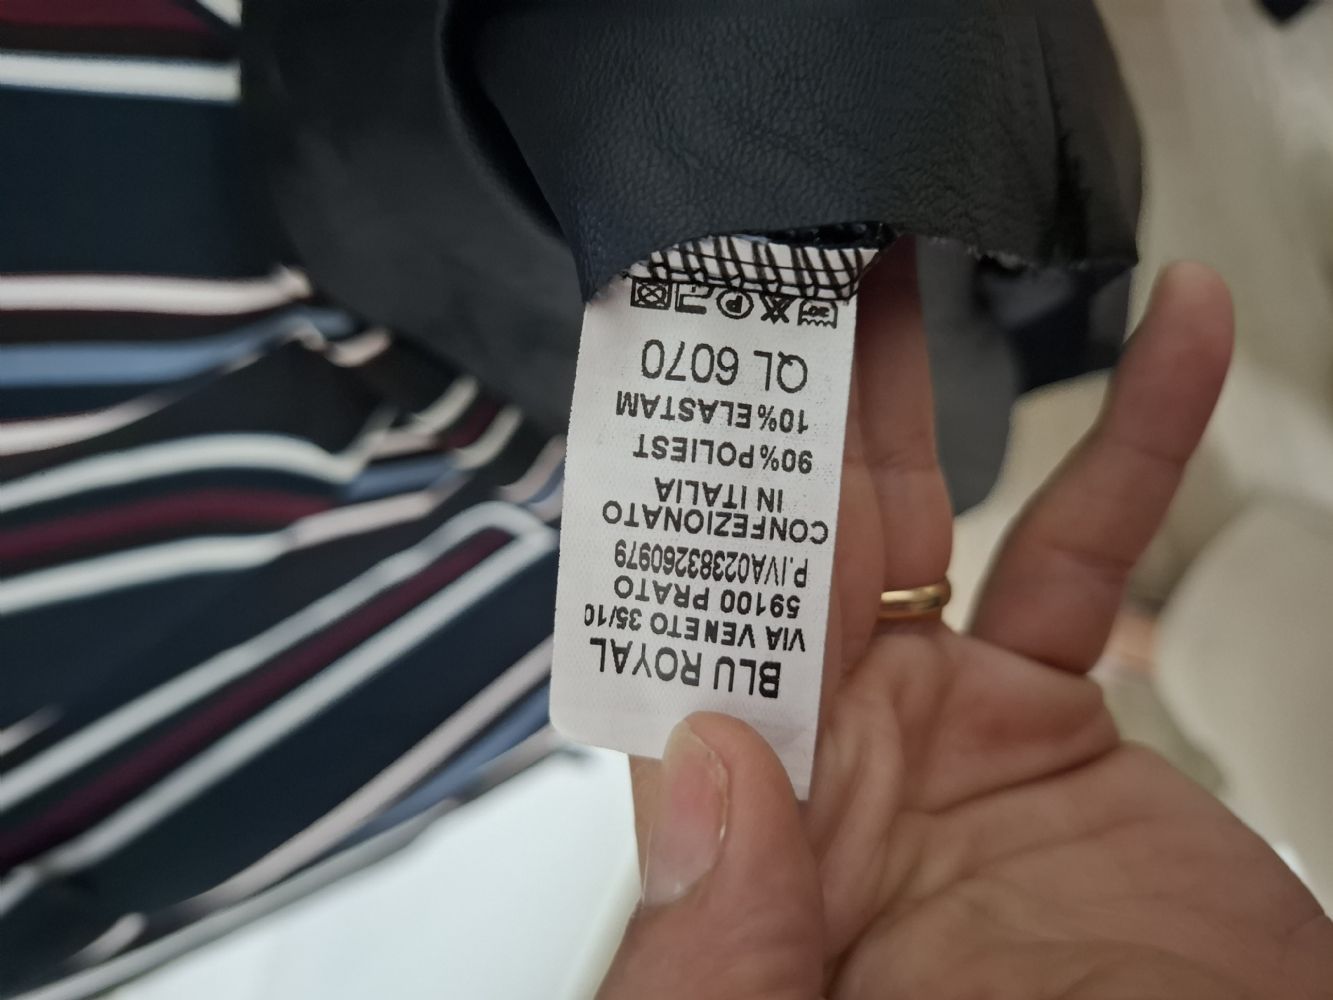 BLU ROYAL
VIA VENETO 35/10
59100 PRATO
P.IVA02383260979
CONFEZIONATO
IN ITALIA
90%POLIEST
10%ELASTAM
QL 6070